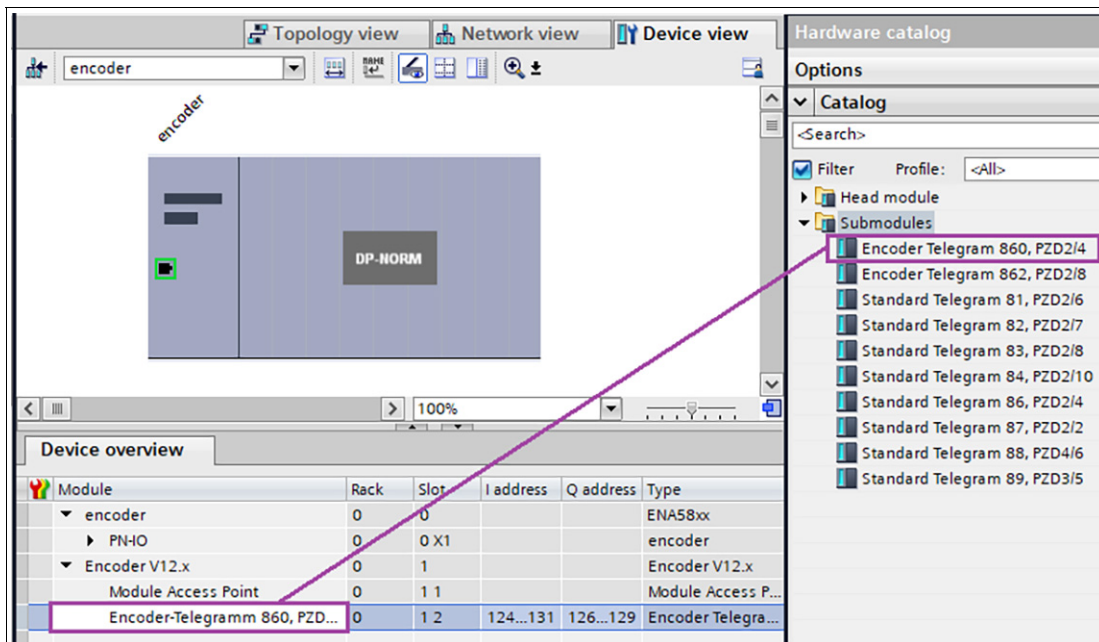 Topology view
Network view
Device view
encoder
NAME
encoder
DP-NORM
100%
Device overview
Module Rack Slot I address Q address Type
encoder 0 0 ENA58xx
PN-IO 0 0 X1 encoder
Encoder V12.x 0 1 Encoder V12.x
Module Access Point 0 1 1 Module Access P...
Encoder-Telegramm 860, PZD... 0 1 2 124...131 126...129 Encoder Telegra...
Hardware catalog
Options
Catalog
<Search>
Filter Profile: <All>
Head module
Submodules
Encoder Telegram 860, PZD2/4
Encoder Telegram 862, PZD2/8
Standard Telegram 81, PZD2/6
Standard Telegram 82, PZD2/7
Standard Telegram 83, PZD2/8
Standard Telegram 84, PZD2/10
Standard Telegram 86, PZD2/4
Standard Telegram 87, PZD2/2
Standard Telegram 88, PZD4/6
Standard Telegram 89, PZD3/5